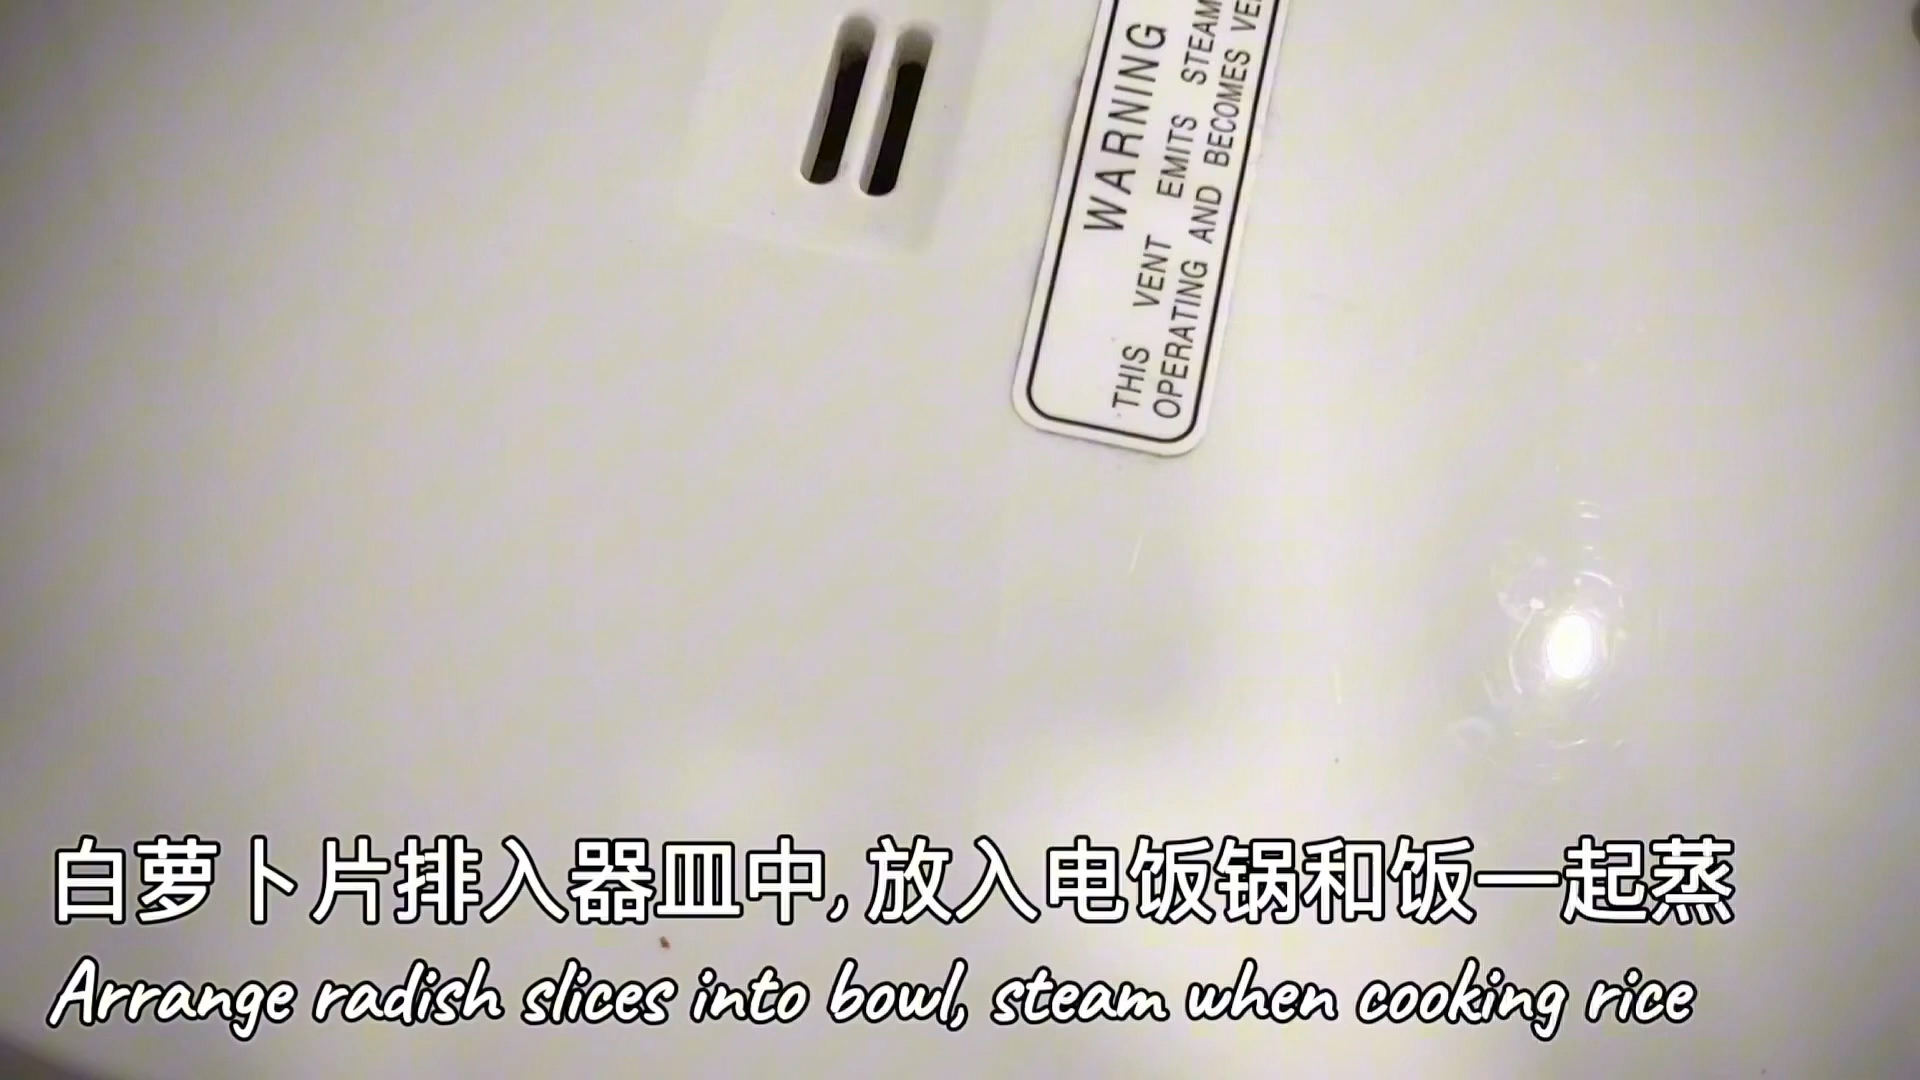 WARNING
THIS VENT EMITS STEAM
OPERATING AND BECOMES
白萝卜片排入器皿中,放入电饭锅和饭一起蒸
Arrange radish slices into bowl, steam when cooking rice